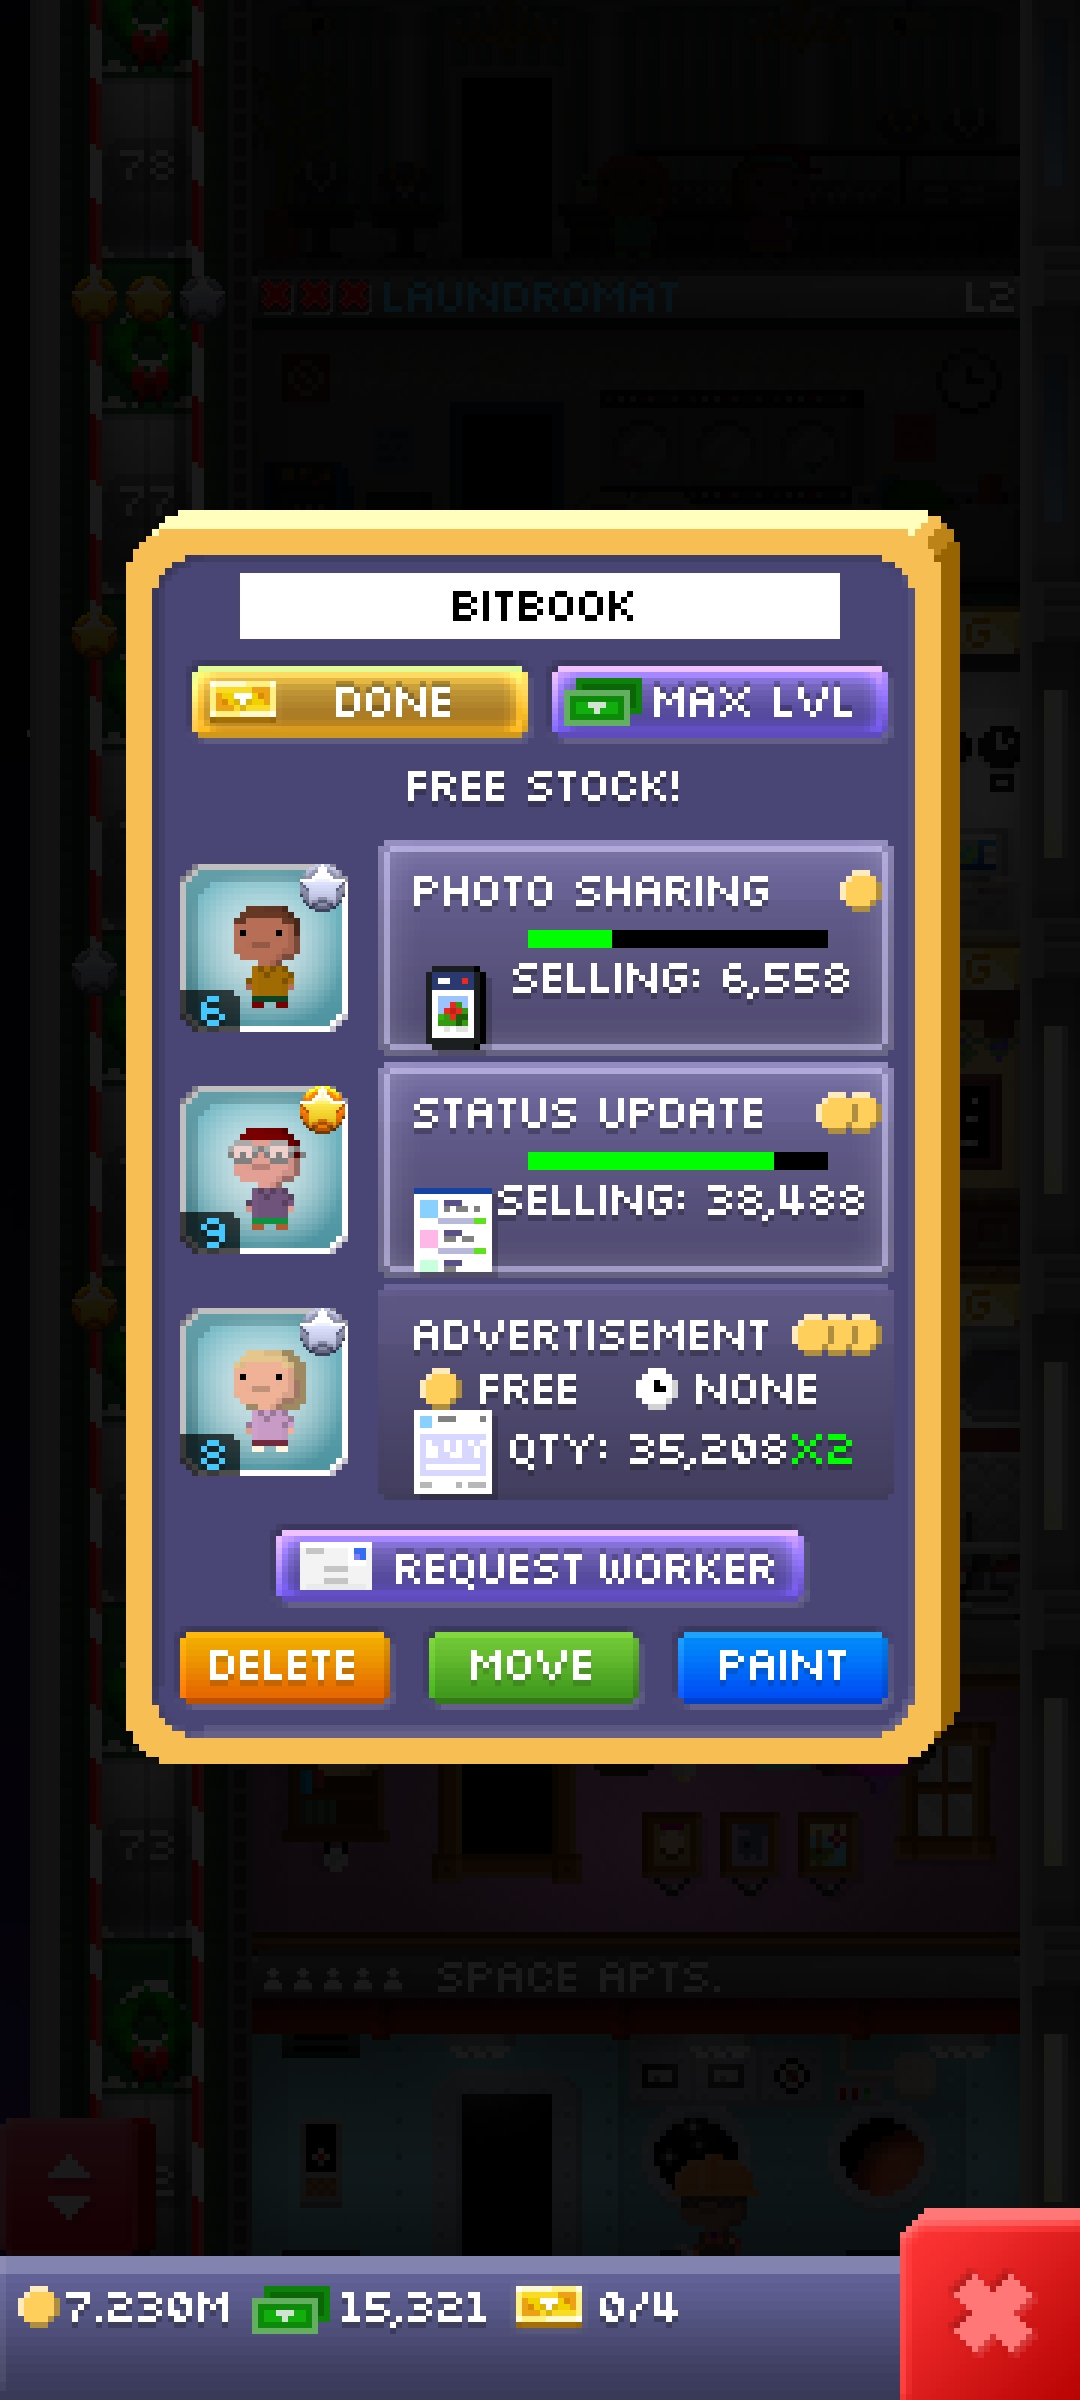 78
LAUNDROMAT L2
77
BITBOOK
DONE MAX LVL
FREE STOCK!
PHOTO SHARING
SELLING: 6,558
6
STATUS UPDATE
SELLING: 38,488
9
ADVERTISEMENT
FREE NONE
QTY: 35,208X2
8
REQUEST WORKER
DELETE MOVE PAINT
73
SPACE APTS.
7.230M 15,321 0/4